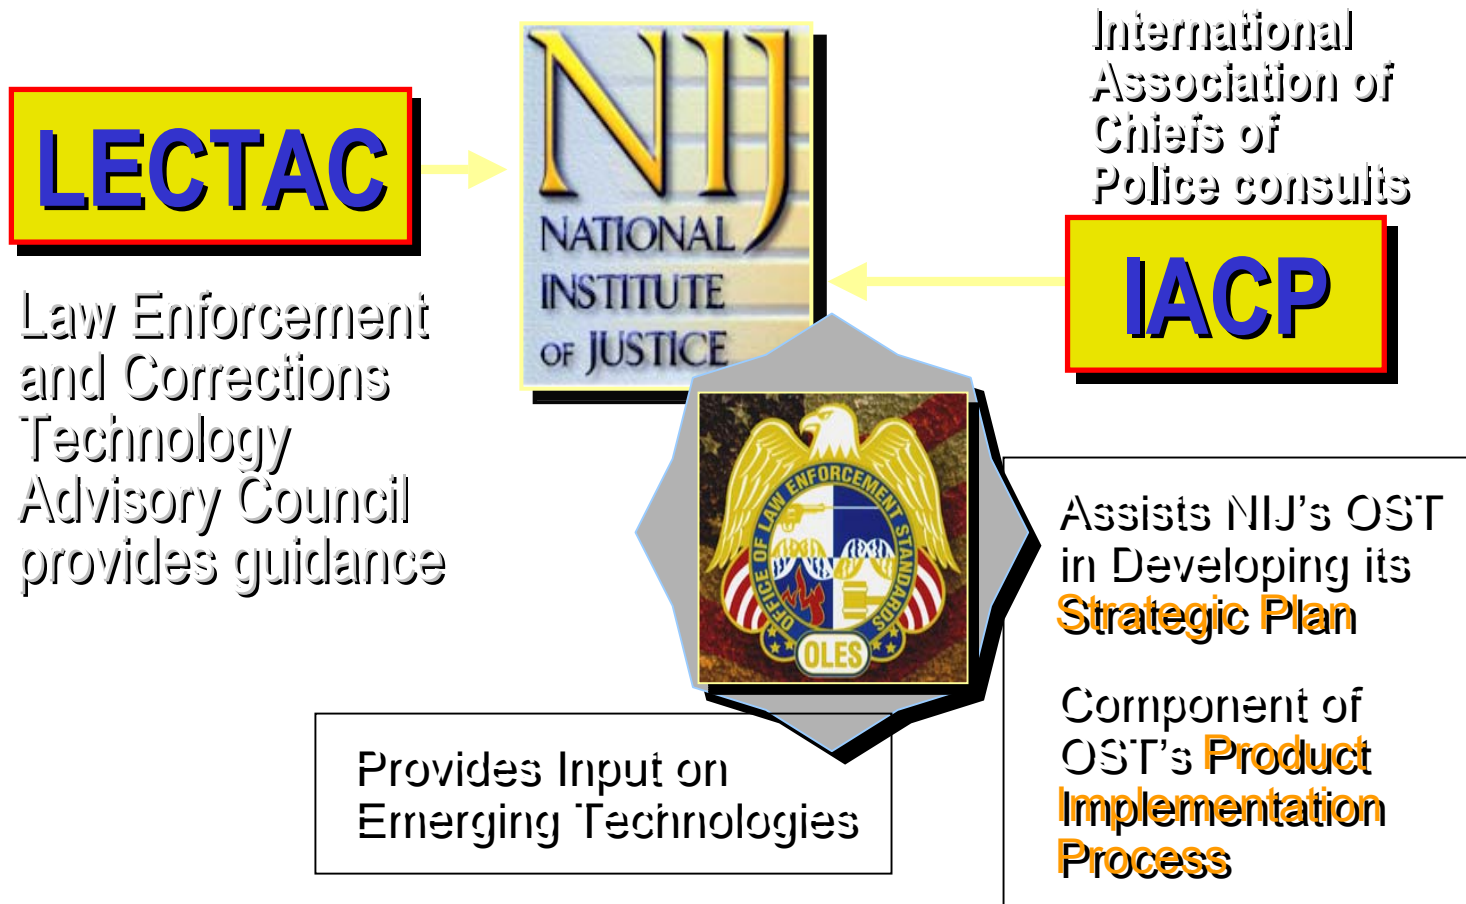 LECTAC
Law Enforcement
and Corrections
Technology
Advisory Council
provides guidance
NIJ
NATIONAL
INSTITUTE
OF JUSTICE
International
Association of
Chiefs of
Police consults
IACP
OFFICE OF LAW ENFORCEMENT STANDARDS
OLES
Provides Input on
Emerging Technologies
Assists NIJ's OST
in Developing its
Strategic Plan
Component of
OST's Product
Implementation
Process